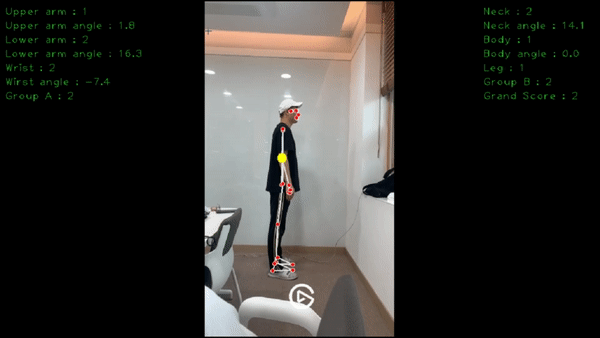 Upper arm : 1
Upper arm angle : 1.8
Lower arm : 2
Lower arm angle : 16.3
Wrist : 2
Wirst angle : -7.4
Group A : 2
Neck : 2
Neck angle : 14.1
Body : 1
Body angle : 0.0
Leg : 1
Group B : 2
Grand Score : 2